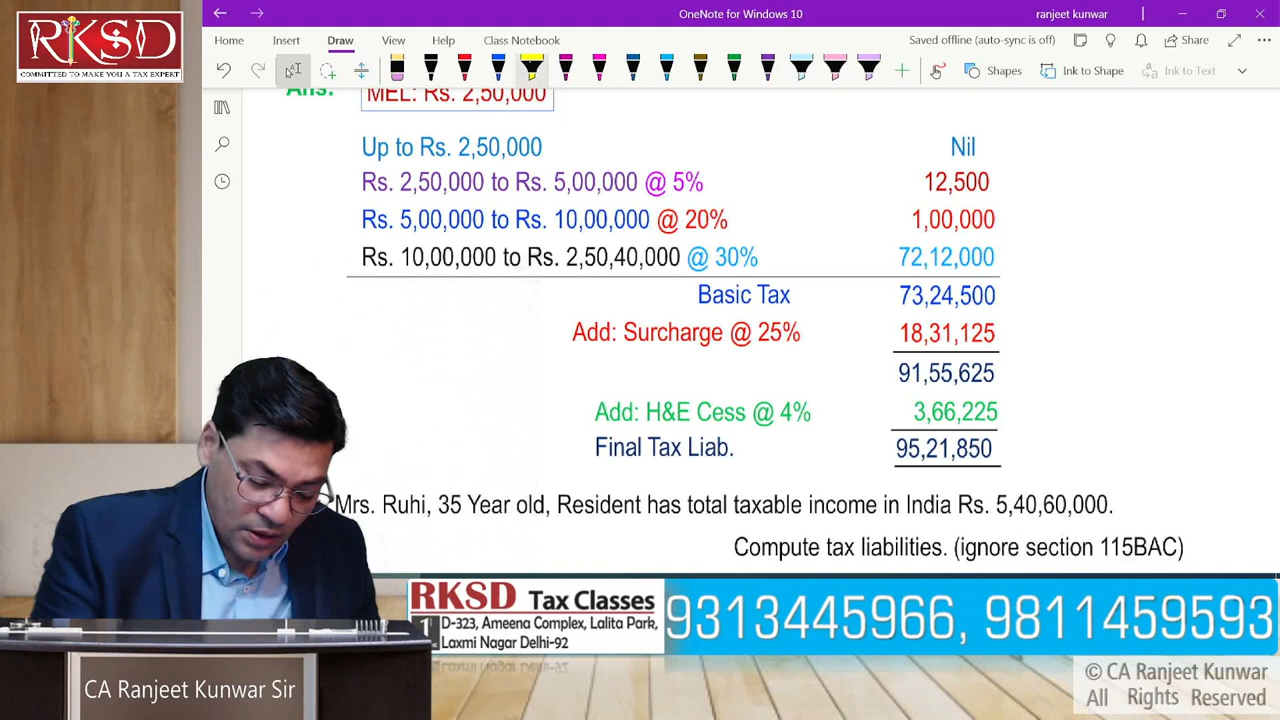 RKSD
COMMITTED TO MAKE YOU A TAX EXPERT
OneNote for Windows 10
ranjeet kunwar
Home Insert Draw View Help Class Notebook
Saved offline (auto-sync is off)
Share
Shapes
Ink to Shape
Ink to Text
Ans:
MEL: Rs. 2,50,000
Up to Rs. 2,50,000 Nil
Rs. 2,50,000 to Rs. 5,00,000 @ 5% 12,500
Rs. 5,00,000 to Rs. 10,00,000 @ 20% 1,00,000
Rs. 10,00,000 to Rs. 2,50,40,000 @ 30% 72,12,000
Basic Tax 73,24,500
Add: Surcharge @ 25% 18,31,125
91,55,625
Add: H&E Cess @ 4% 3,66,225
Final Tax Liab. 95,21,850
Mrs. Ruhi, 35 Year old, Resident has total taxable income in India Rs. 5,40,60,000.
Compute tax liabilities. (ignore section 115BAC)
RKSD Tax Classes
D-323, Ameena Complex, Lalita Park,
Laxmi Nagar Delhi-92
9313445966, 9811459593
CA Ranjeet Kunwar Sir
© CA Ranjeet Kunwar
All Rights Reserved